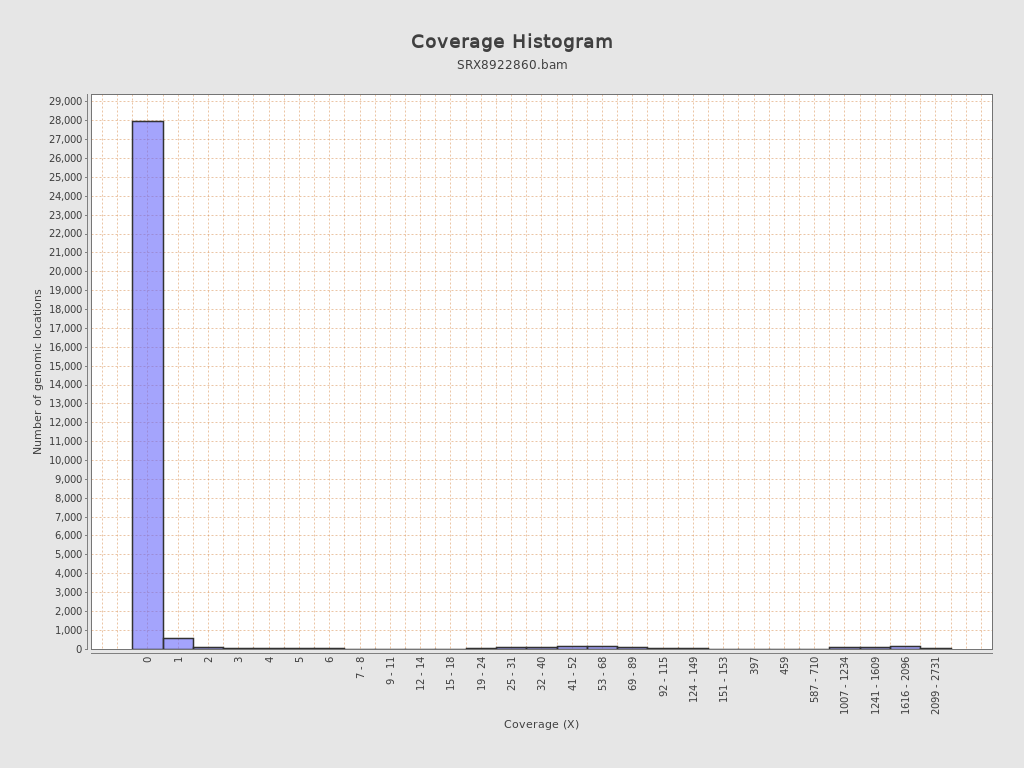 Coverage Histogram
SRX8922860.bam
Number of genomic locations
29,000
28,000
27,000
26,000
25,000
24,000
23,000
22,000
21,000
20,000
19,000
18,000
17,000
16,000
15,000
14,000
13,000
12,000
11,000
10,000
9,000
8,000
7,000
6,000
5,000
4,000
3,000
2,000
1,000
0
0
1
2
3
4
5
6
7 - 8
9 - 11
12 - 14
15 - 18
19 - 24
25 - 31
32 - 40
41 - 52
53 - 68
69 - 89
92 - 115
124 - 149
151 - 153
397
459
587 - 710
1007 - 1234
1241 - 1609
1616 - 2096
2099 - 2731
Coverage (X)